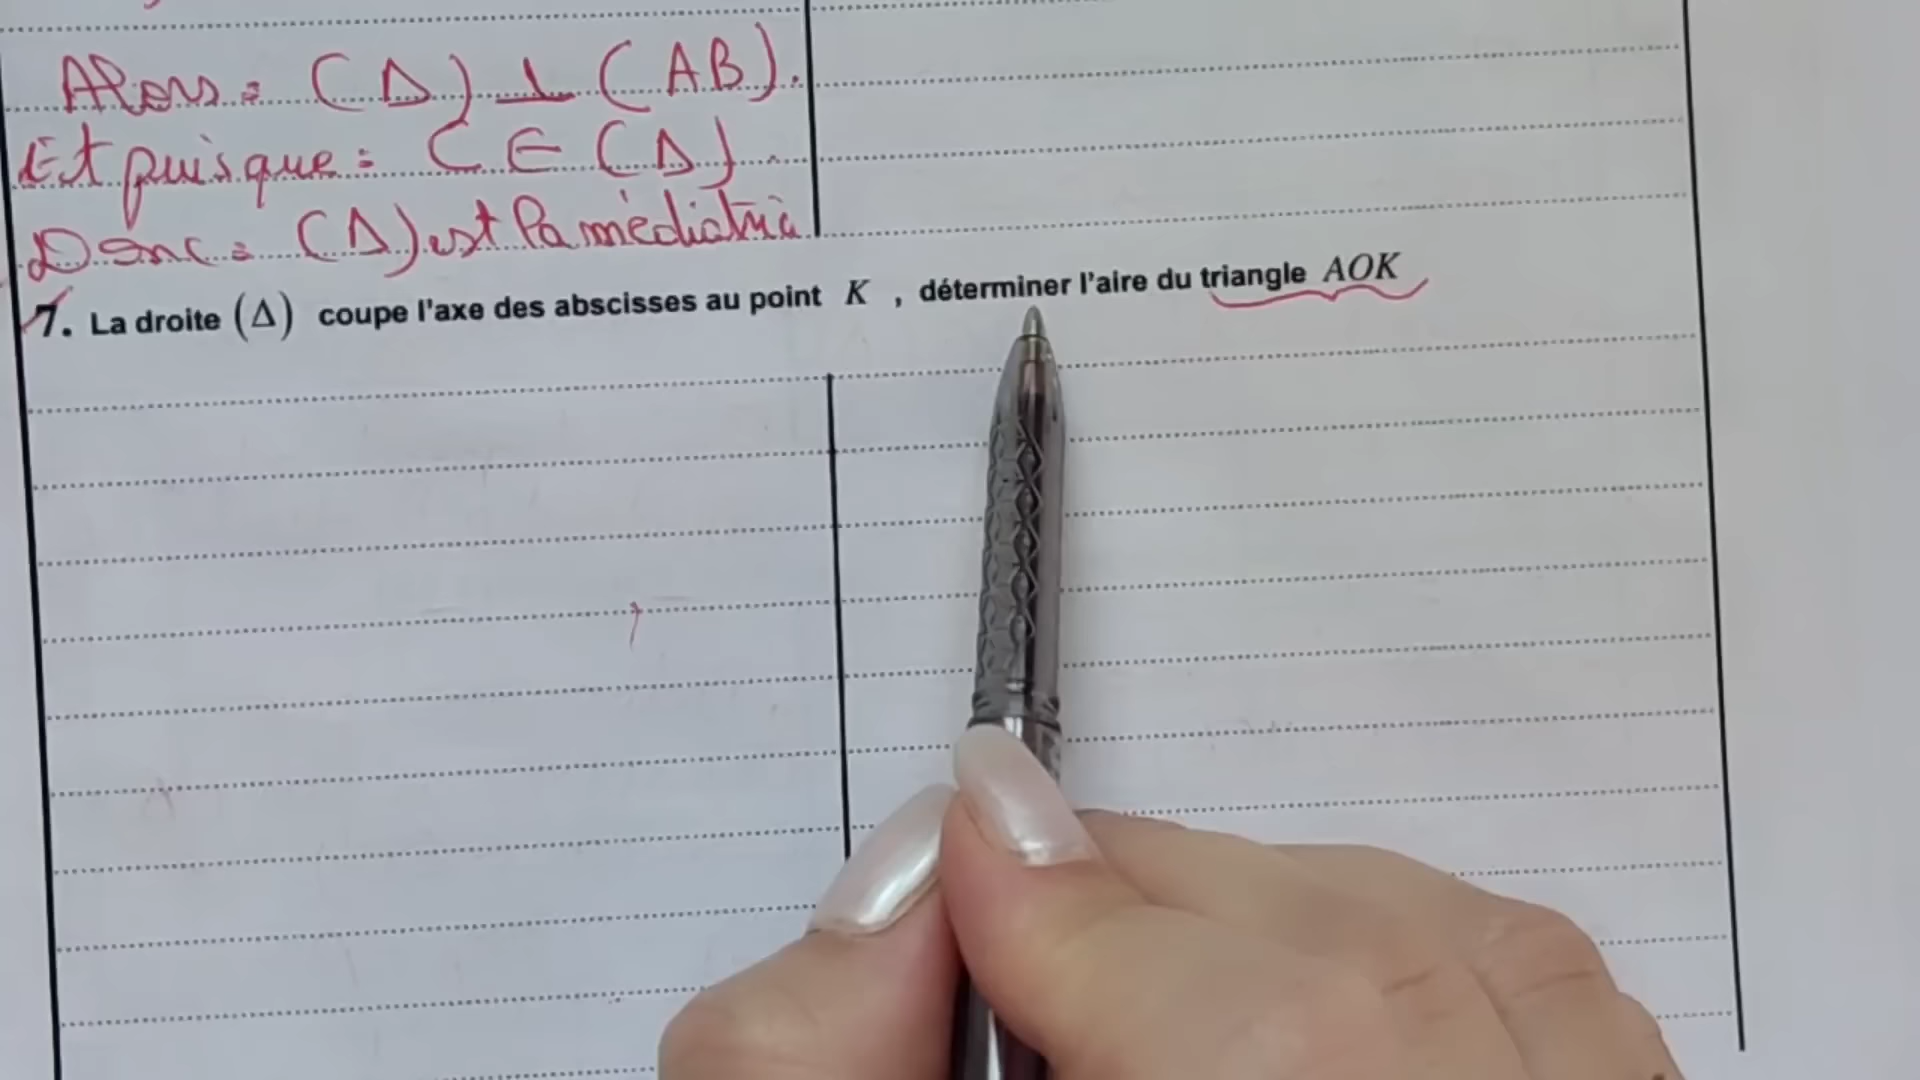 Alors : (Δ) ⊥ (AB).
Et puisque : C ∈ (Δ)
Donc : (Δ) est la médiatri
7. La droite (Δ) coupe l'axe des abscisses au point K , déterminer l'aire du triangle AOK